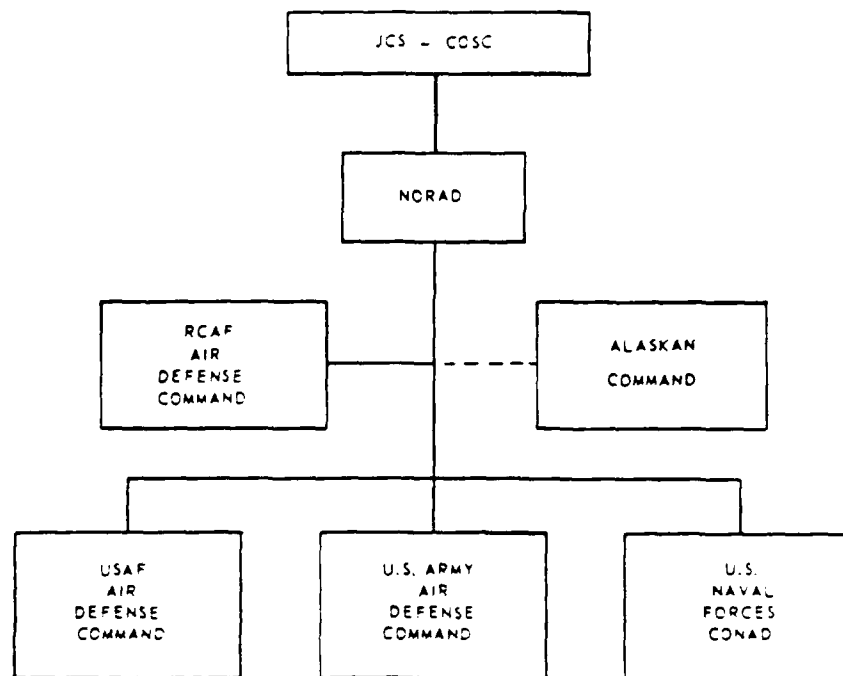 JCS - COSC
NORAD
RCAF
AIR
DEFENSE
COMMAND
ALASKAN
COMMAND
USAF
AIR
DEFENSE
COMMAND
U.S. ARMY
AIR
DEFENSE
COMMAND
U.S.
NAVAL
FORCES
CONAD